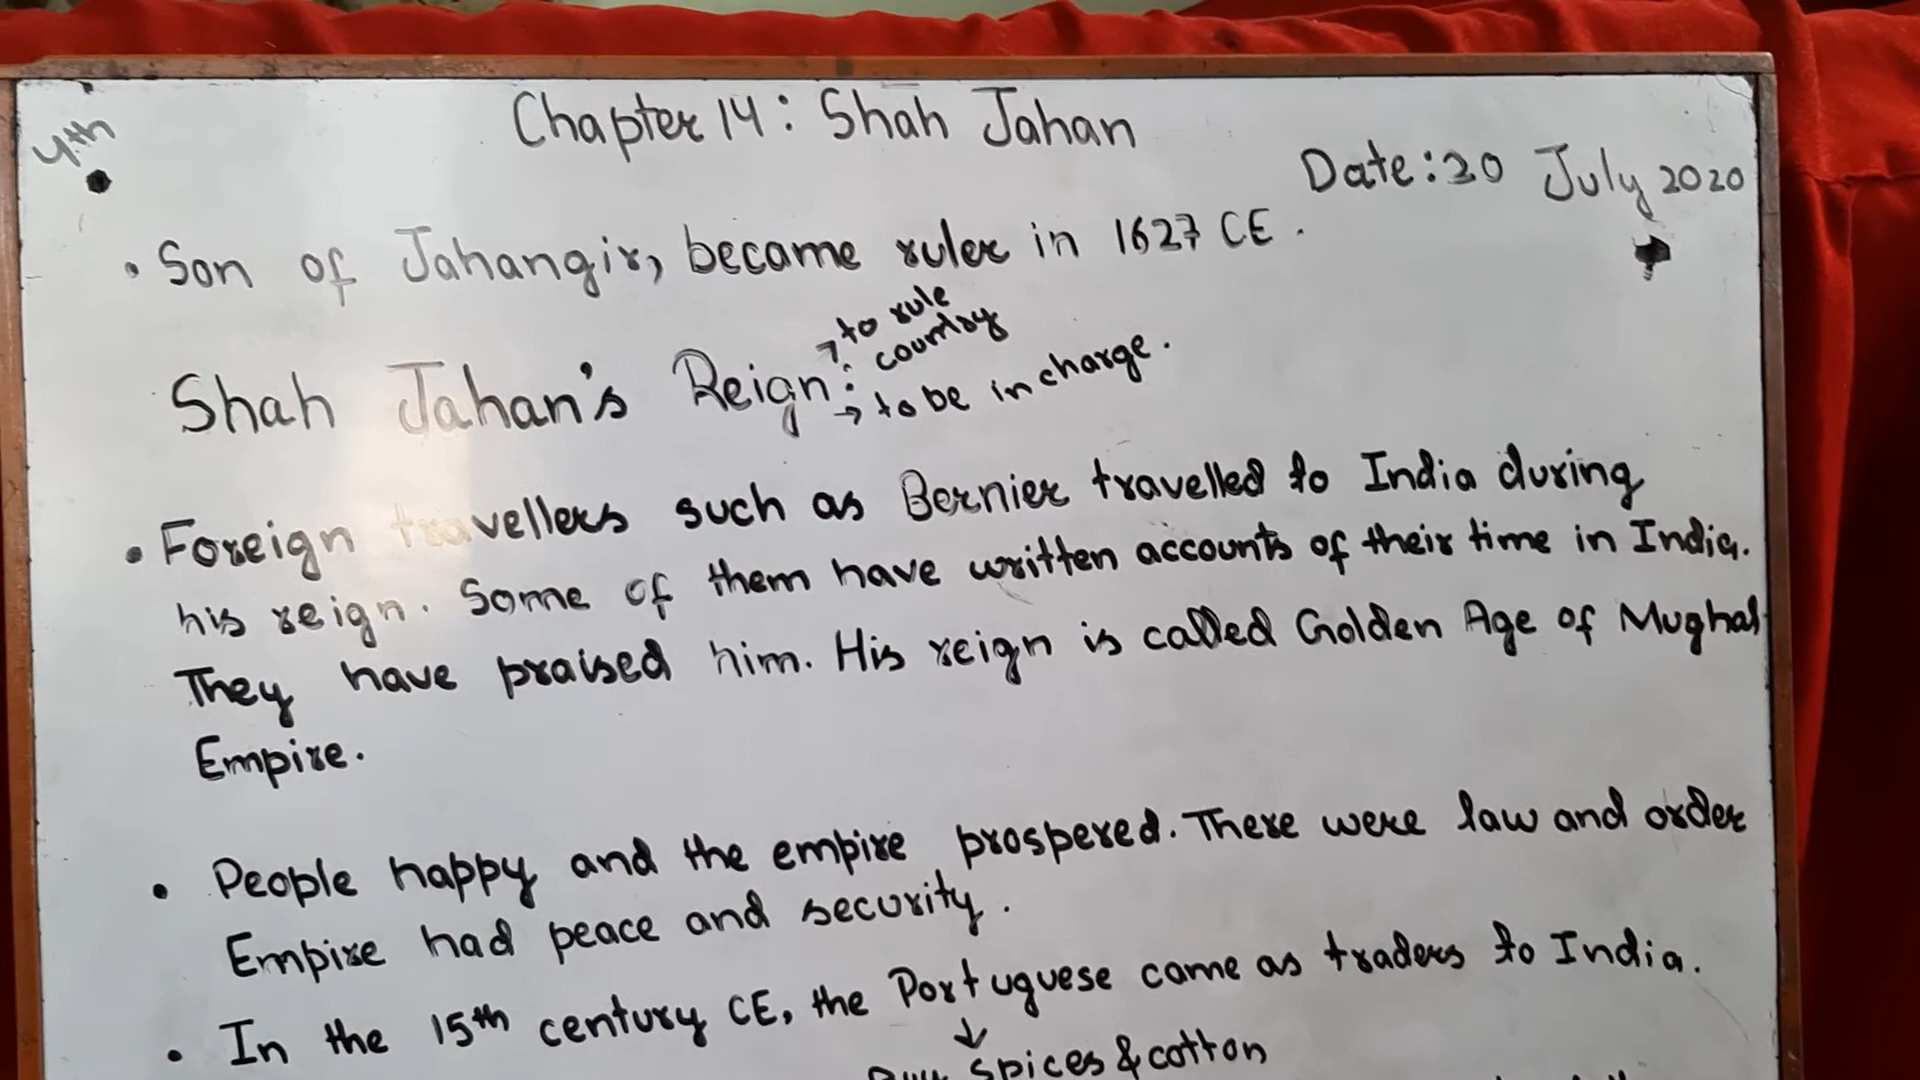 4th
Chapter 14: Shah Jahan
Date: 20 July 2020
• Son of Jahangir, became ruler in 1627 CE.
→ to rule
country
Shah Jahan's Reign:
→ to be in charge.
• Foreign travellers such as Bernier travelled to India during
his reign. Some of them have written accounts of their time in India.
They have praised him. His reign is called Golden Age of Mughal
Empire.
• People happy and the empire prospered. There were law and order
Empire had peace and security.
• In the 15th century CE, the Portuguese came as traders to India.
↓
spices & cotton